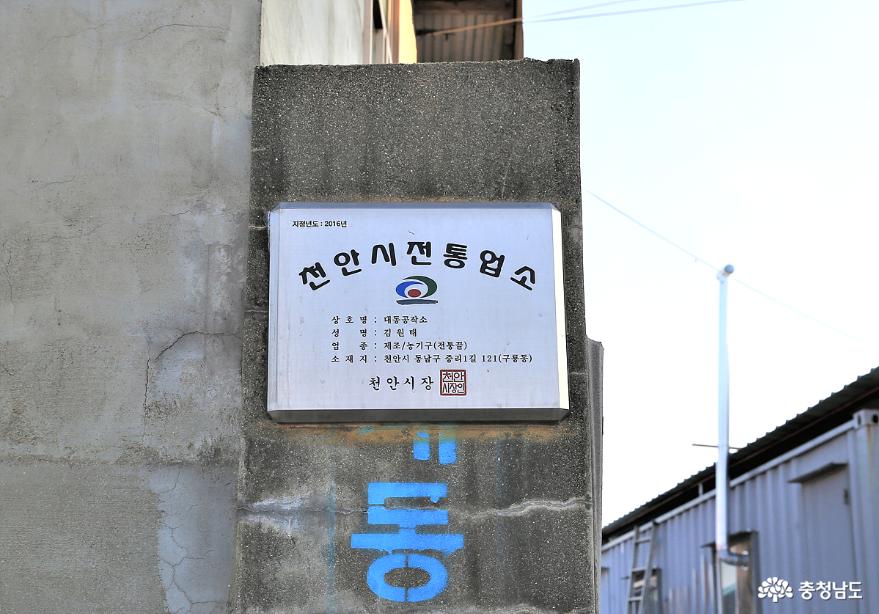 지정년도 : 2016년
천안시전통업소
상 호 명 : 대동공작소
성 명 : 김원태
업 종 : 제조/농기구(전통끌)
소 재 지 : 천안시 동남구 중리1길 121(구룡동)
천안시장 천안
시장인
동
충청남도